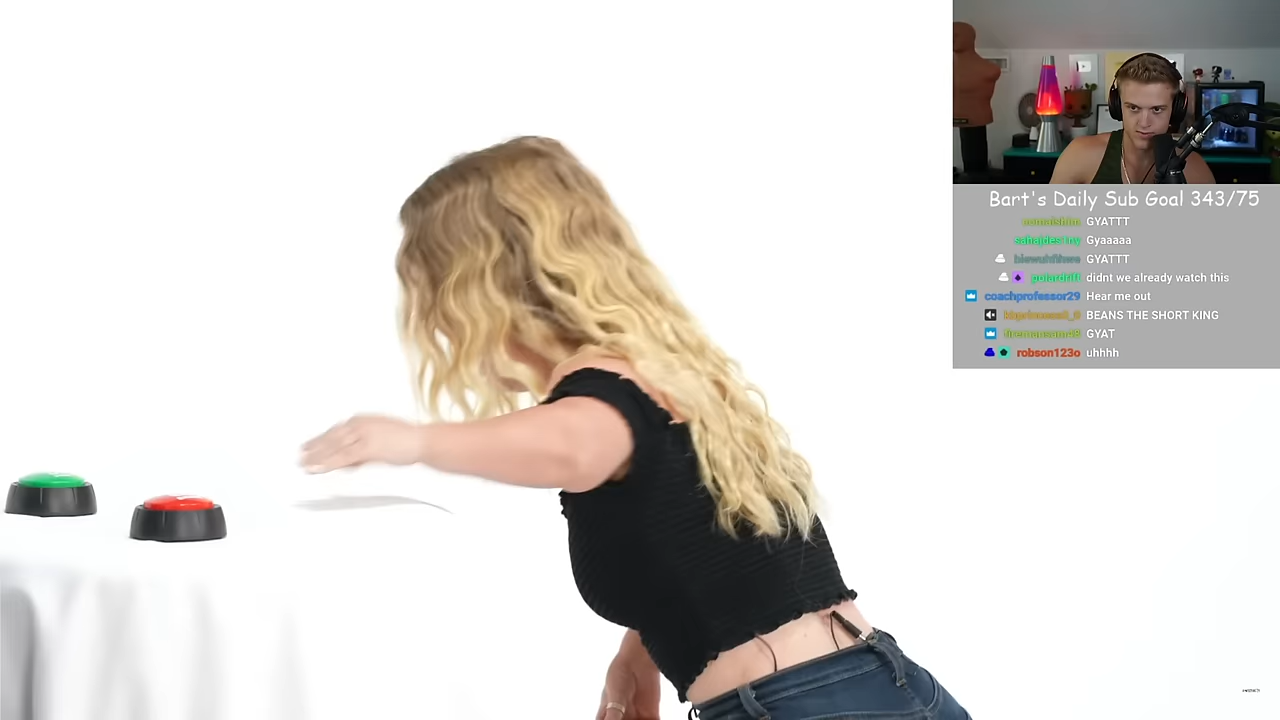 Bart's Daily Sub Goal 343/75
GYATTT
Gyaaaaa
GYATTT
polardrift didnt we already watch this
coachprofessor29 Hear me out
BEANS THE SHORT KING
GYAT
robson123o uhhhh